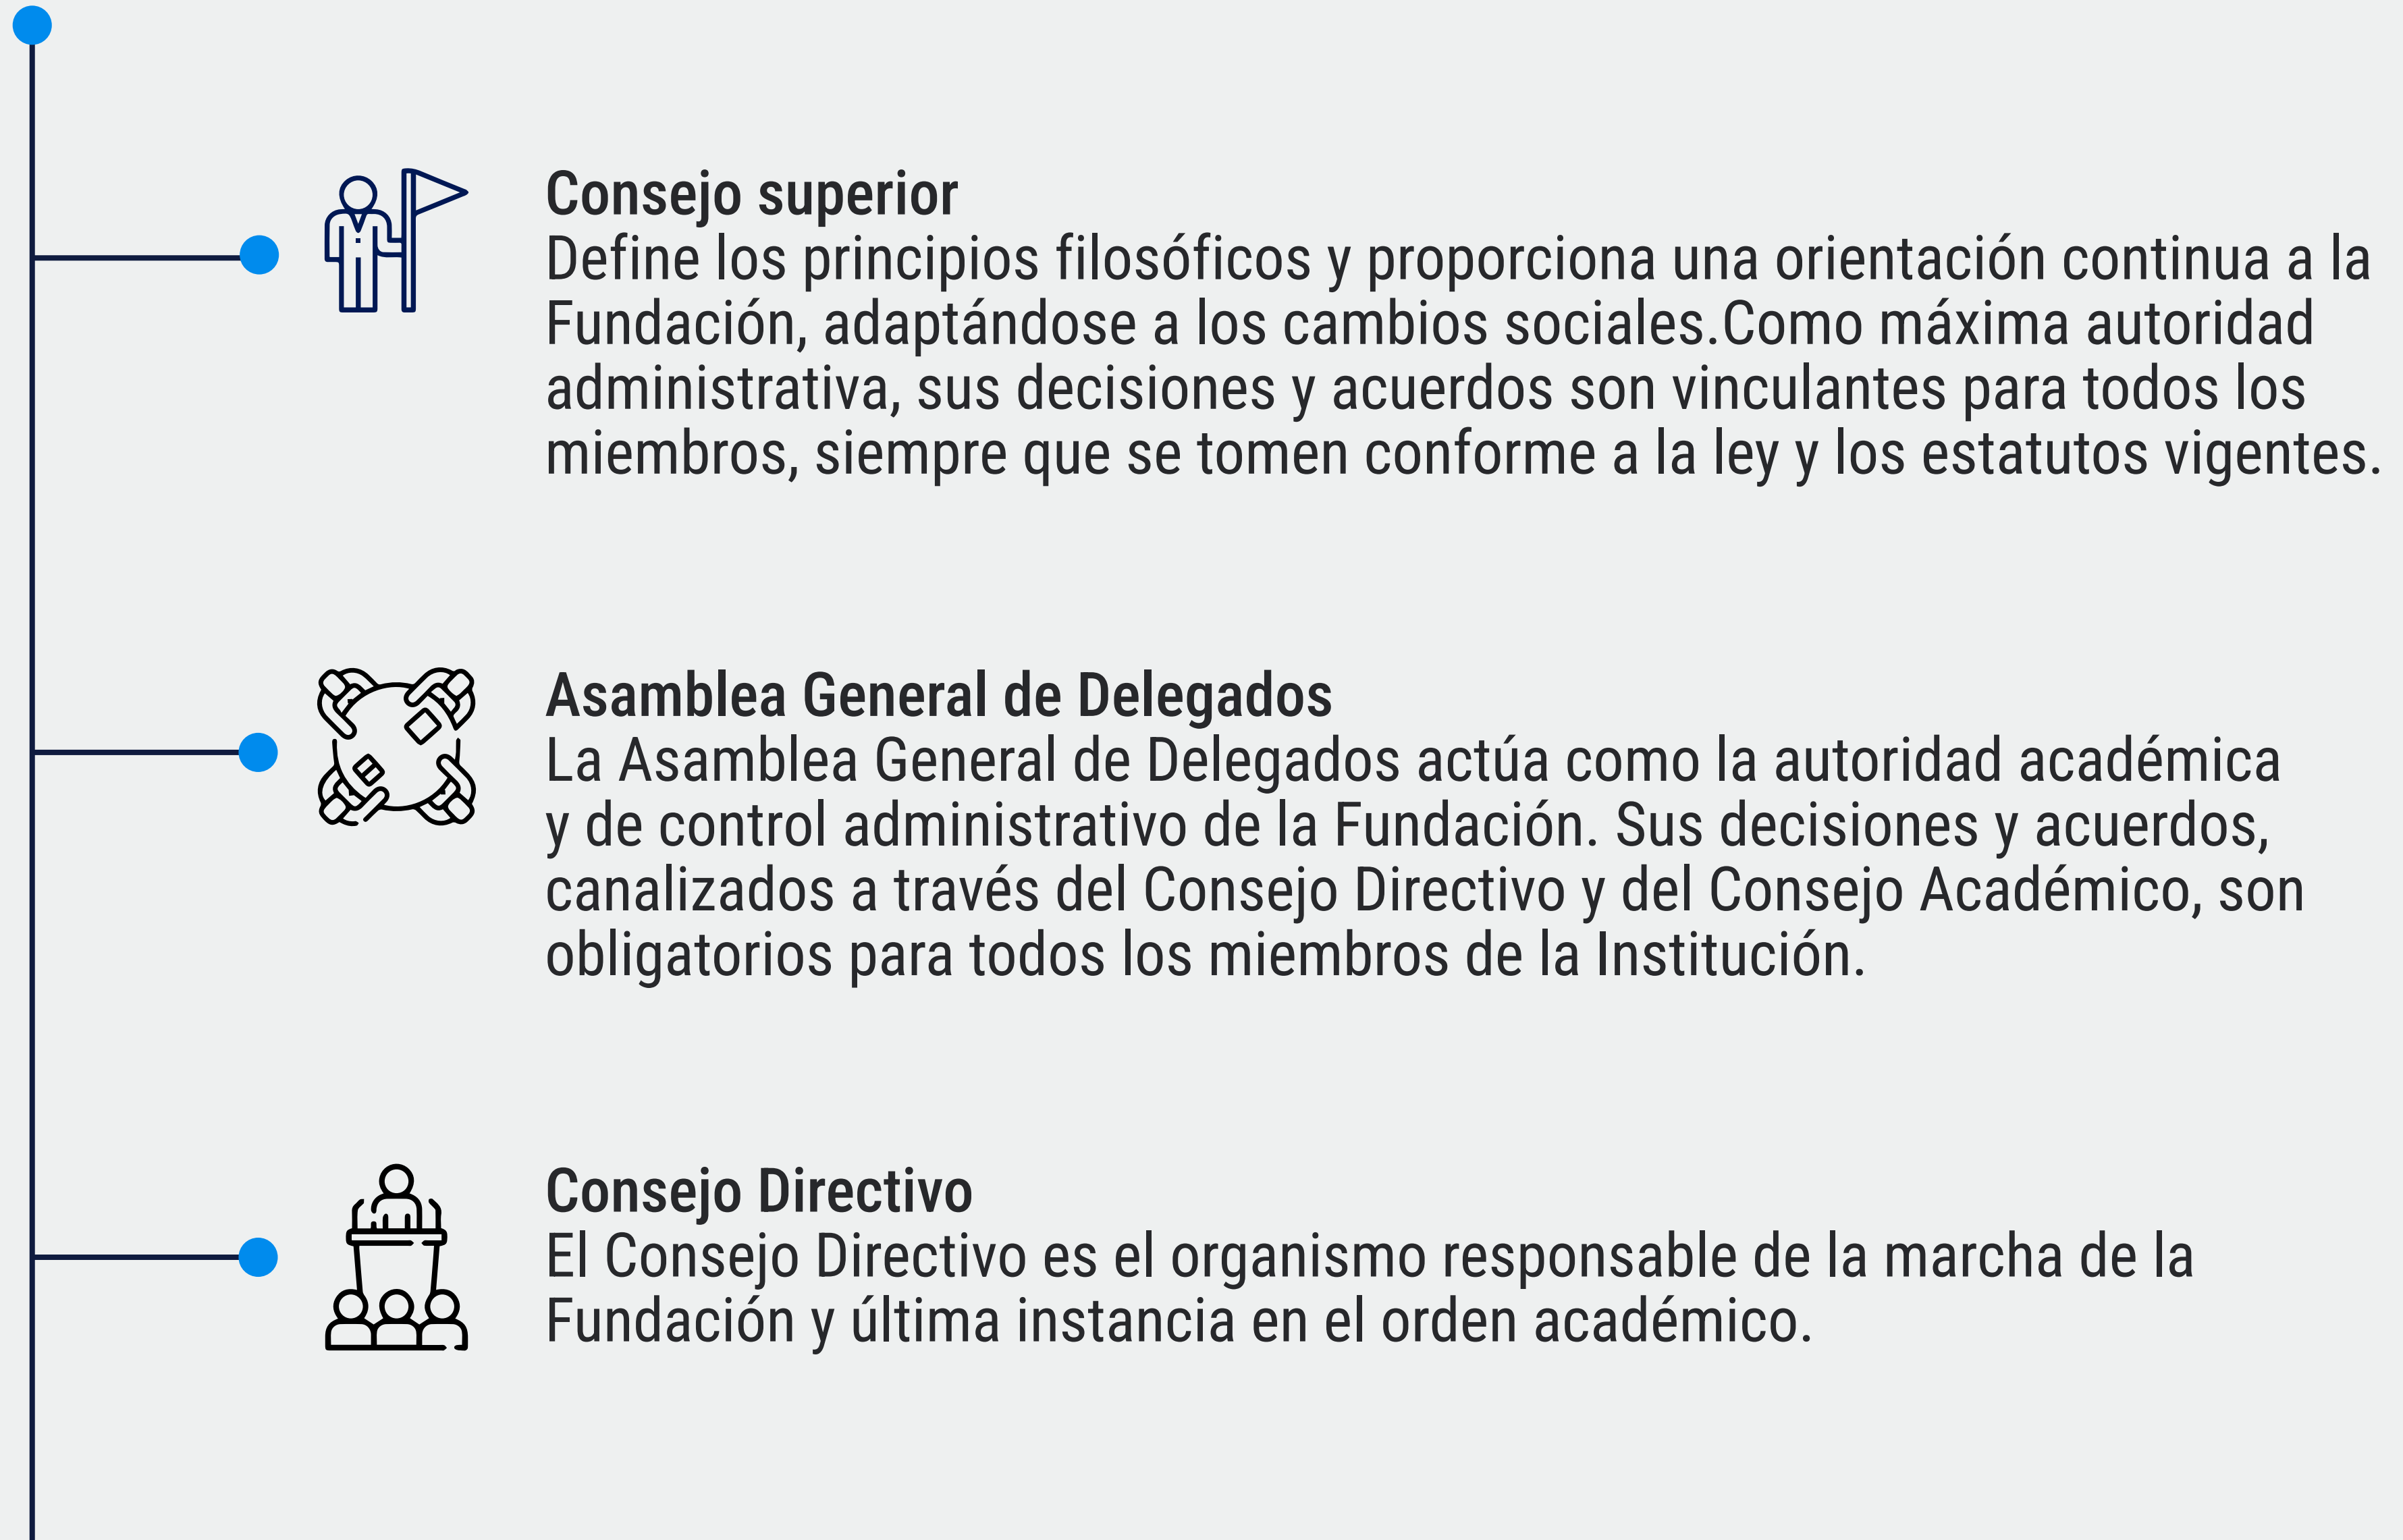 Consejo superior
Define los principios filosóficos y proporciona una orientación continua a la
Fundación, adaptándose a los cambios sociales.Como máxima autoridad
administrativa, sus decisiones y acuerdos son vinculantes para todos los
miembros, siempre que se tomen conforme a la ley y los estatutos vigentes.
Asamblea General de Delegados
La Asamblea General de Delegados actúa como la autoridad académica
y de control administrativo de la Fundación. Sus decisiones y acuerdos,
canalizados a través del Consejo Directivo y del Consejo Académico, son
obligatorios para todos los miembros de la Institución.
Consejo Directivo
El Consejo Directivo es el organismo responsable de la marcha de la
Fundación y última instancia en el orden académico.